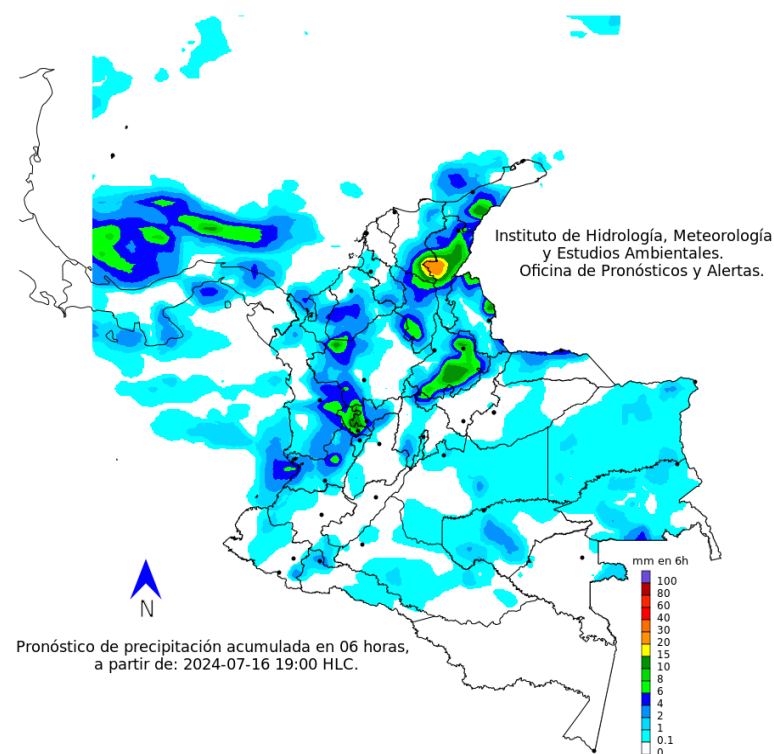 Instituto de Hidrología, Meteorología
y Estudios Ambientales.
Oficina de Pronósticos y Alertas.
mm en 6h
100
80
60
40
30
20
15
10
8
6
4
2
1
0.1
0
N
Pronóstico de precipitación acumulada en 06 horas,
a partir de: 2024-07-16 19:00 HLC.